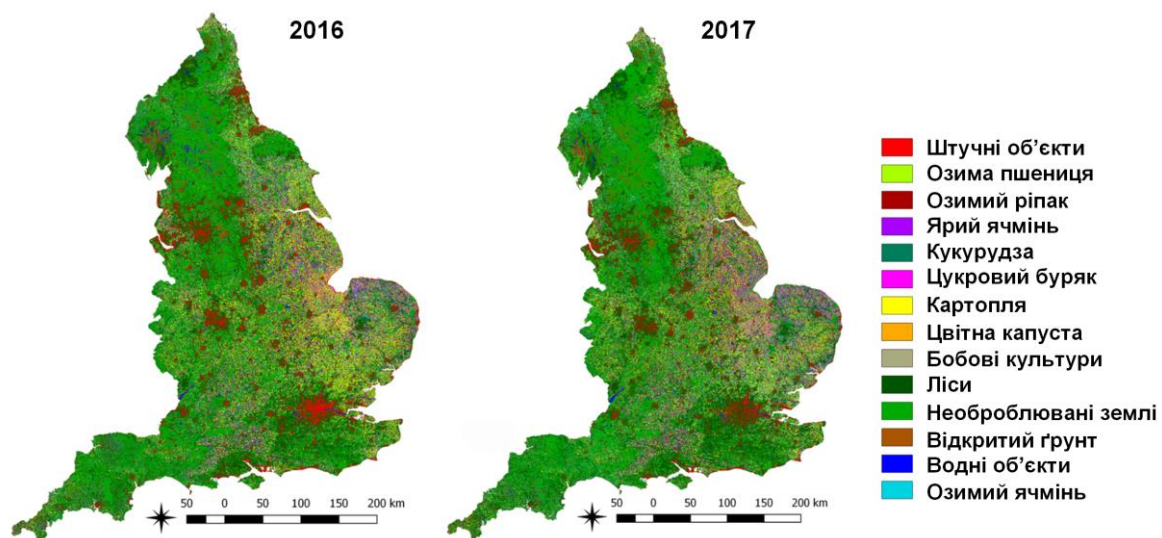 2016
2017
Штучні об’єкти
Озима пшениця
Озимий ріпак
Ярий ячмінь
Кукурудза
Цукровий буряк
Картопля
Цвітна капуста
Бобові культури
Ліси
Необроблювані землі
Відкритий ґрунт
Водні об’єкти
Озимий ячмінь
50 0 50 100 150 200 km
50 0 50 100 150 200 km